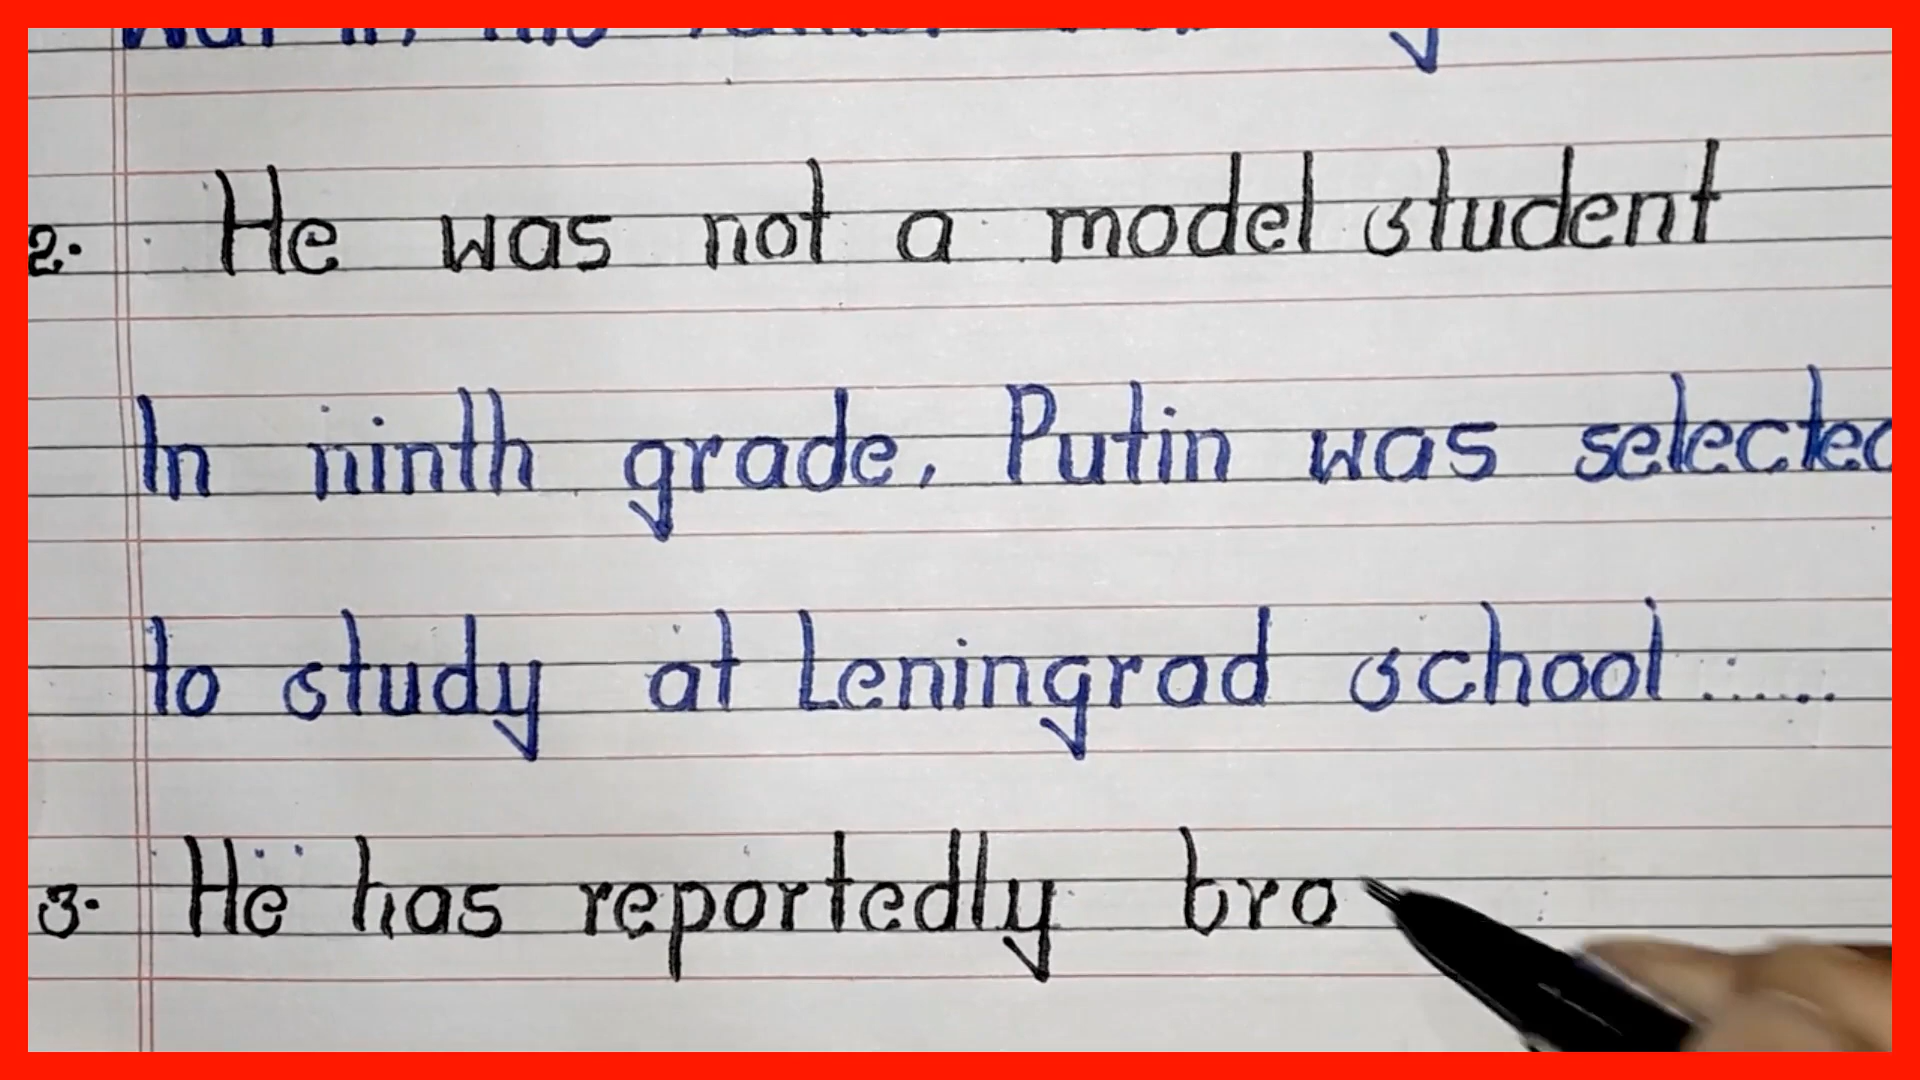 2. He was not a model student
In ninth grade, Putin was selected
to study at Leningrad school ......
3. He has reportedly bro